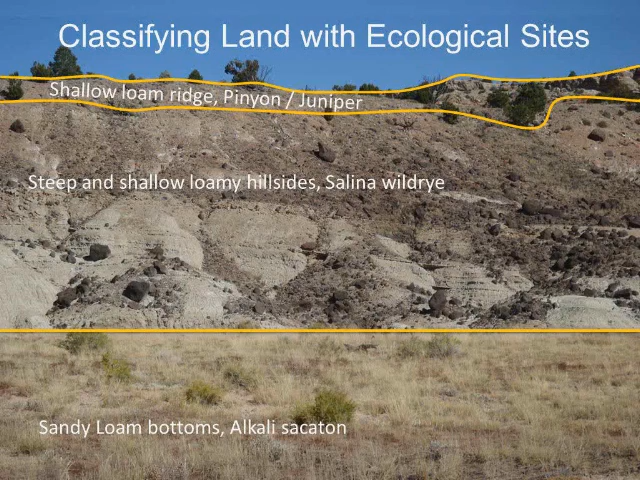 Classifying Land with Ecological Sites
Shallow loam ridge, Pinyon / Juniper
Steep and shallow loamy hillsides, Salina wildrye
Sandy Loam bottoms, Alkali sacaton